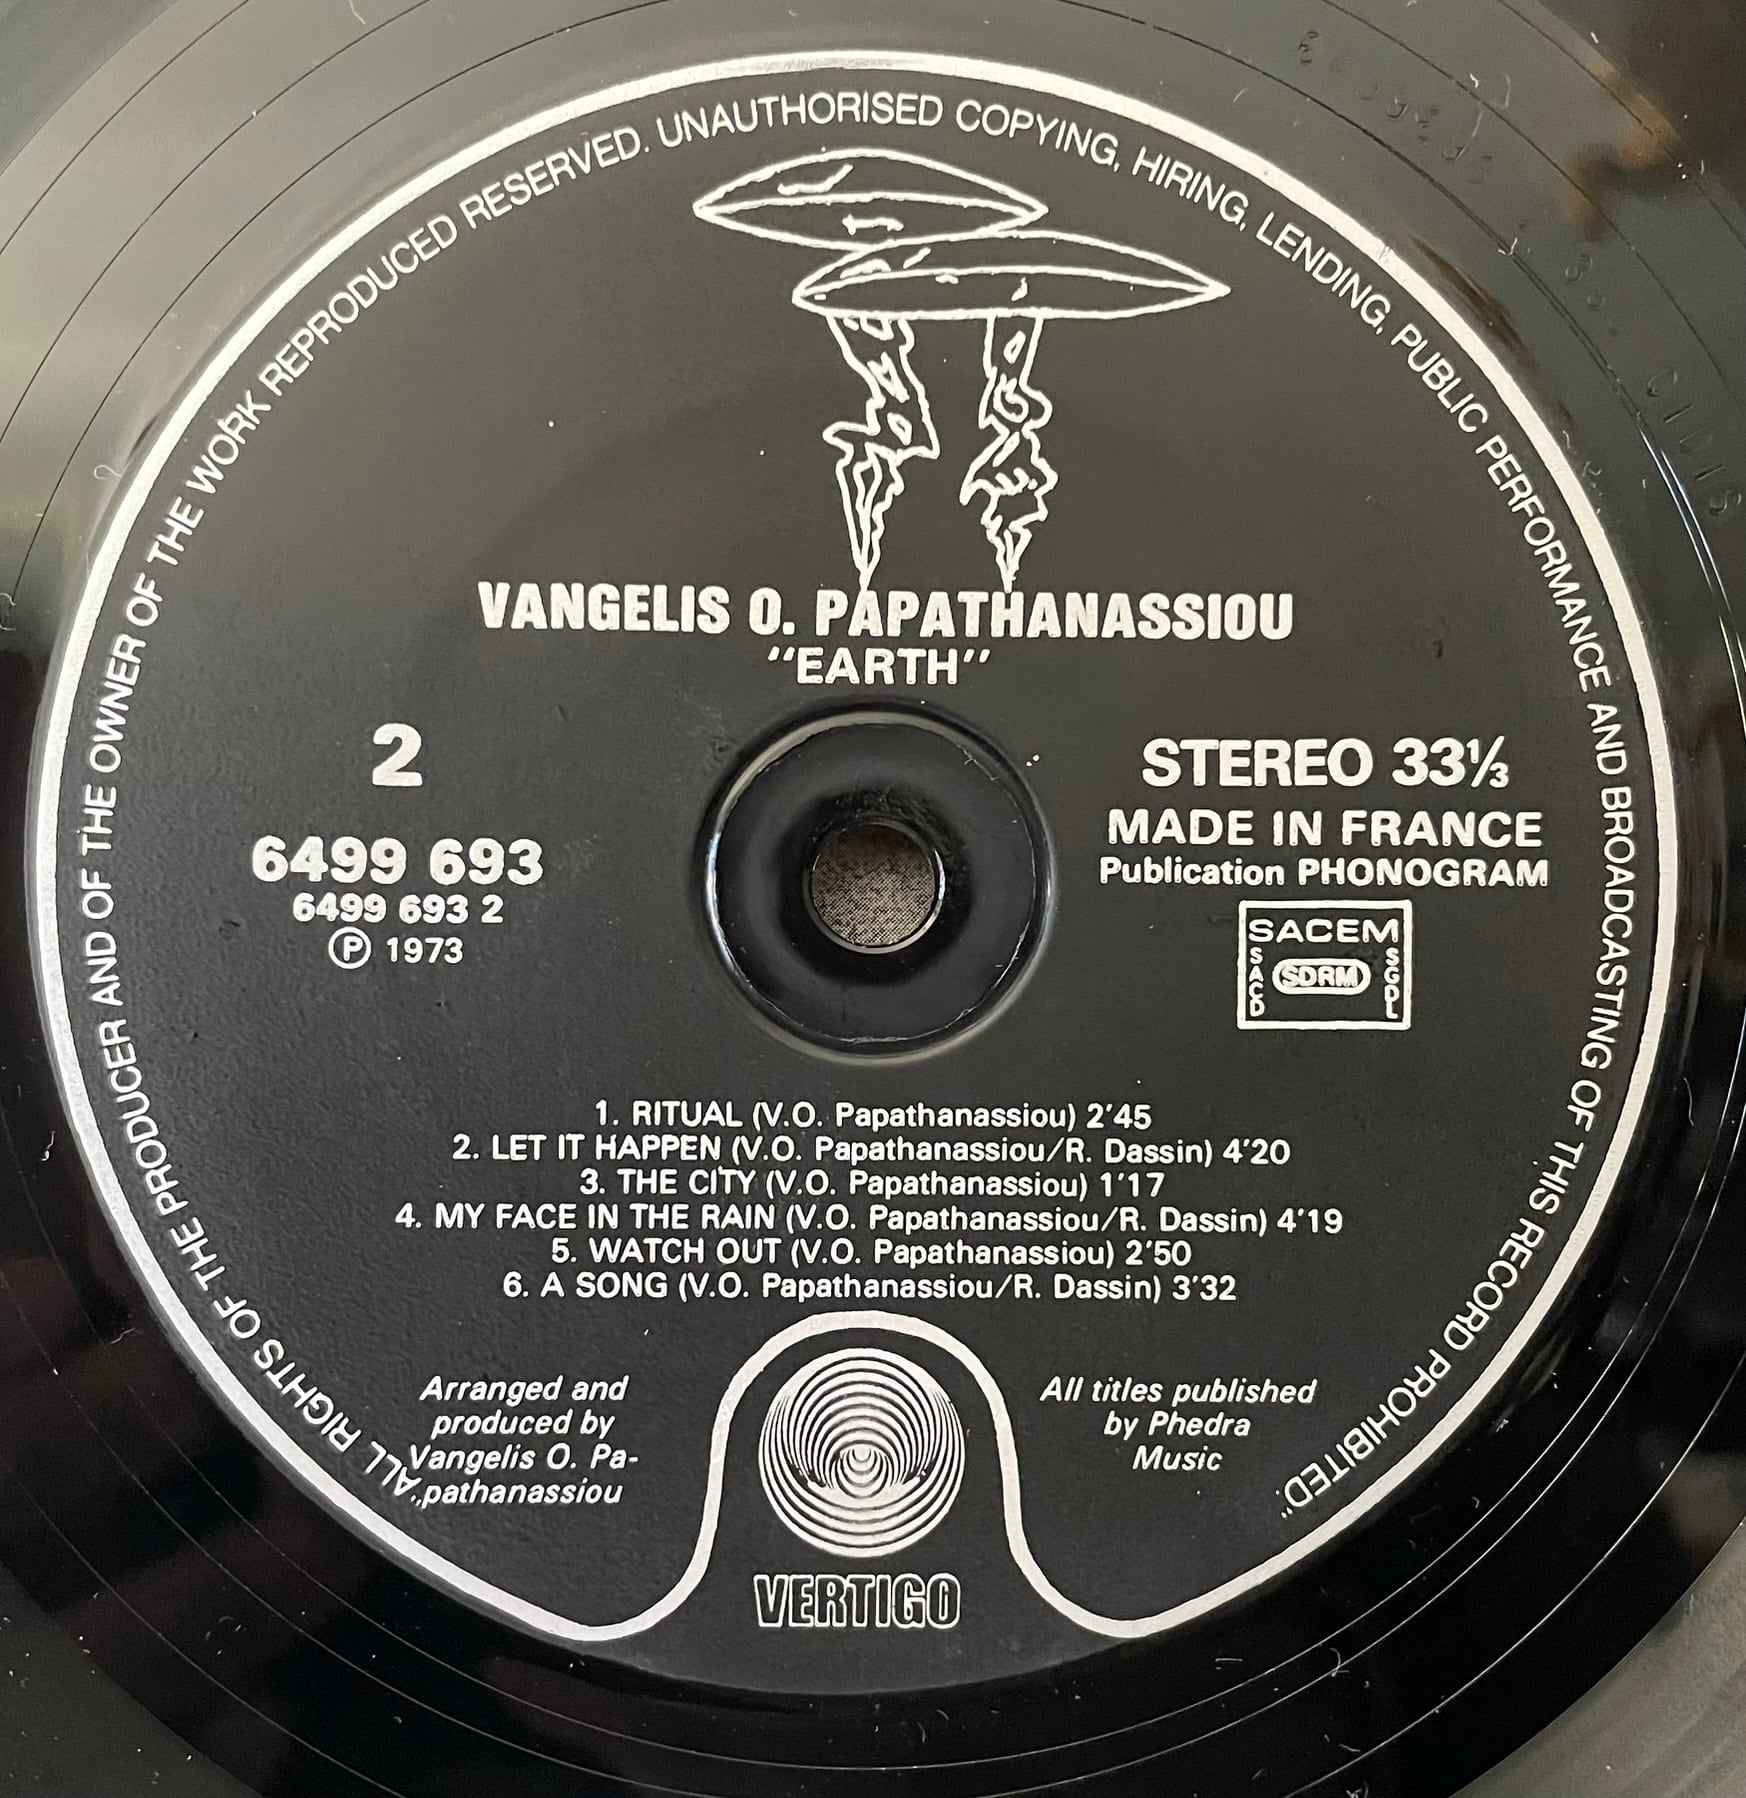 "ALL RIGHTS OF THE PRODUCER AND OF THE OWNER OF THE WORK REPRODUCED RESERVED. UNAUTHORISED COPYING, HIRING, LENDING, PUBLIC PERFORMANCE AND BROADCASTING OF THIS RECORD PROHIBITED."
VANGELIS O. PAPATHANASSIOU
"EARTH"
2
6499 693
6499 693 2
Ⓟ 1973
STEREO 33⅓
MADE IN FRANCE
Publication PHONOGRAM
SACEM
SACD
SDRM
SGDL
1. RITUAL (V.O. Papathanassiou) 2'45
2. LET IT HAPPEN (V.O. Papathanassiou/R. Dassin) 4'20
3. THE CITY (V.O. Papathanassiou) 1'17
4. MY FACE IN THE RAIN (V.O. Papathanassiou/R. Dassin) 4'19
5. WATCH OUT (V.O. Papathanassiou) 2'50
6. A SONG (V.O. Papathanassiou/R. Dassin) 3'32
Arranged and
produced by
Vangelis O. Pa-
pathanassiou
All titles published
by Phedra
Music
VERTIGO